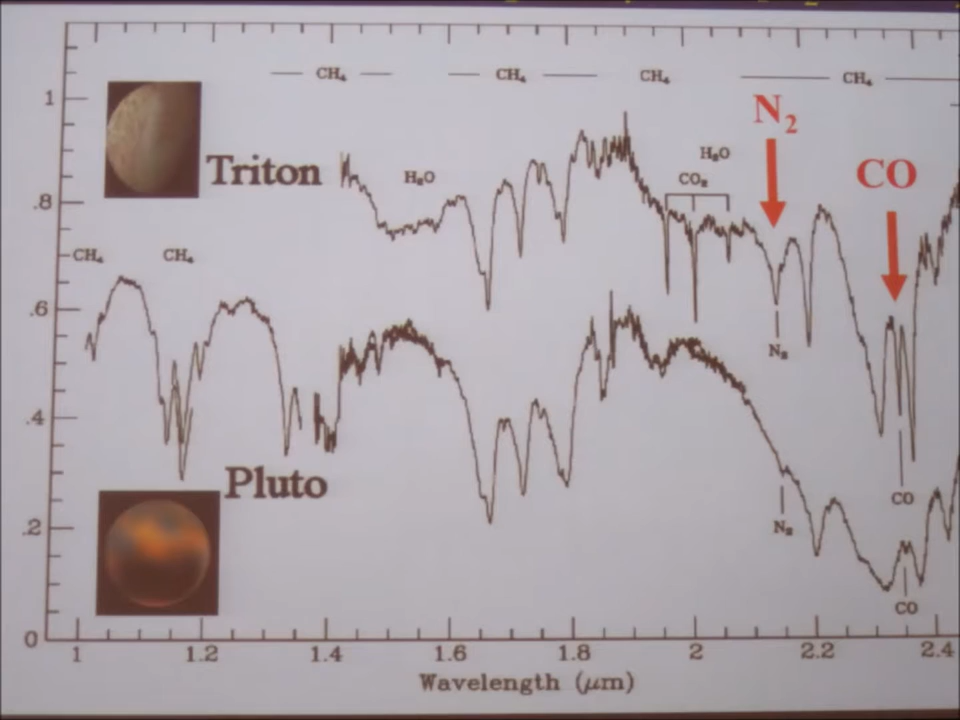 CH₄ CH₄ CH₄ CH₄
1
N₂
H₂O
CO
Triton
H₂O
CO₂
.8
CH₄ CH₄
.6
N₂
.4
Pluto
CO
.2
N₂
CO
0
1 1.2 1.4 1.6 1.8 2 2.2 2.4
Wavelength (μm)